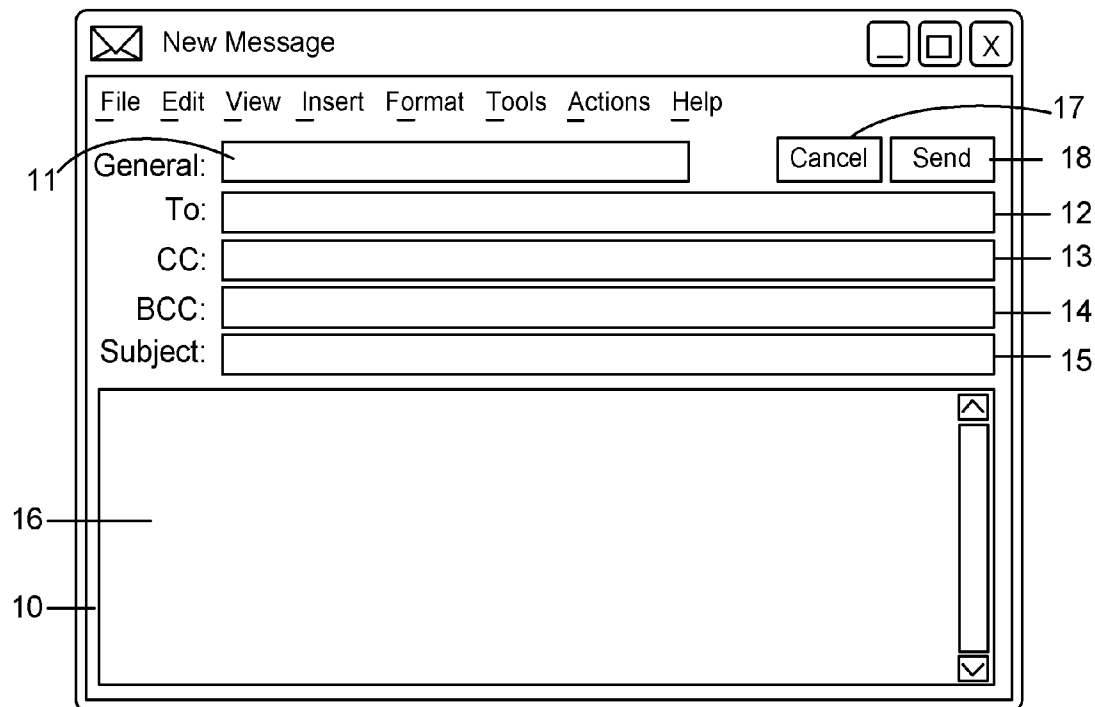 New Message
X
File Edit View Insert Format Tools Actions Help
17
11
General:
Cancel
Send
18
To:
12
CC:
13
BCC:
14
Subject:
15
16
10